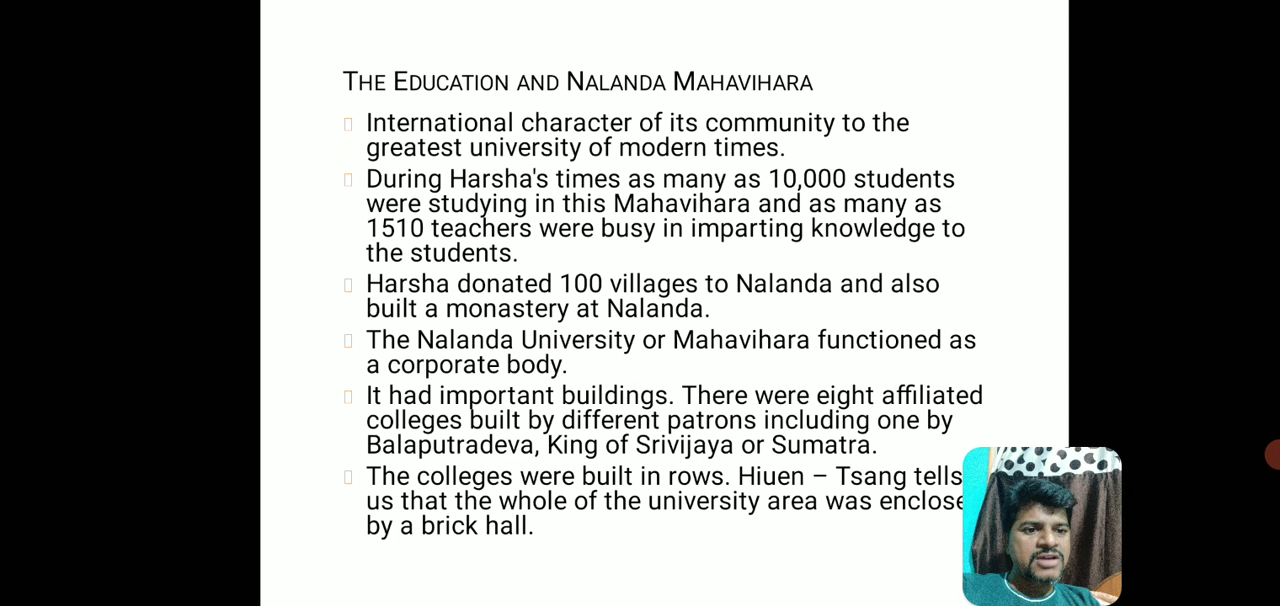 THE EDUCATION AND NALANDA MAHAVIHARA
International character of its community to the
greatest university of modern times.
During Harsha's times as many as 10,000 students
were studying in this Mahavihara and as many as
1510 teachers were busy in imparting knowledge to
the students.
Harsha donated 100 villages to Nalanda and also
built a monastery at Nalanda.
The Nalanda University or Mahavihara functioned as
a corporate body.
It had important buildings. There were eight affiliated
colleges built by different patrons including one by
Balaputradeva, King of Srivijaya or Sumatra.
The colleges were built in rows. Hiuen – Tsang tells
us that the whole of the university area was enclose
by a brick hall.